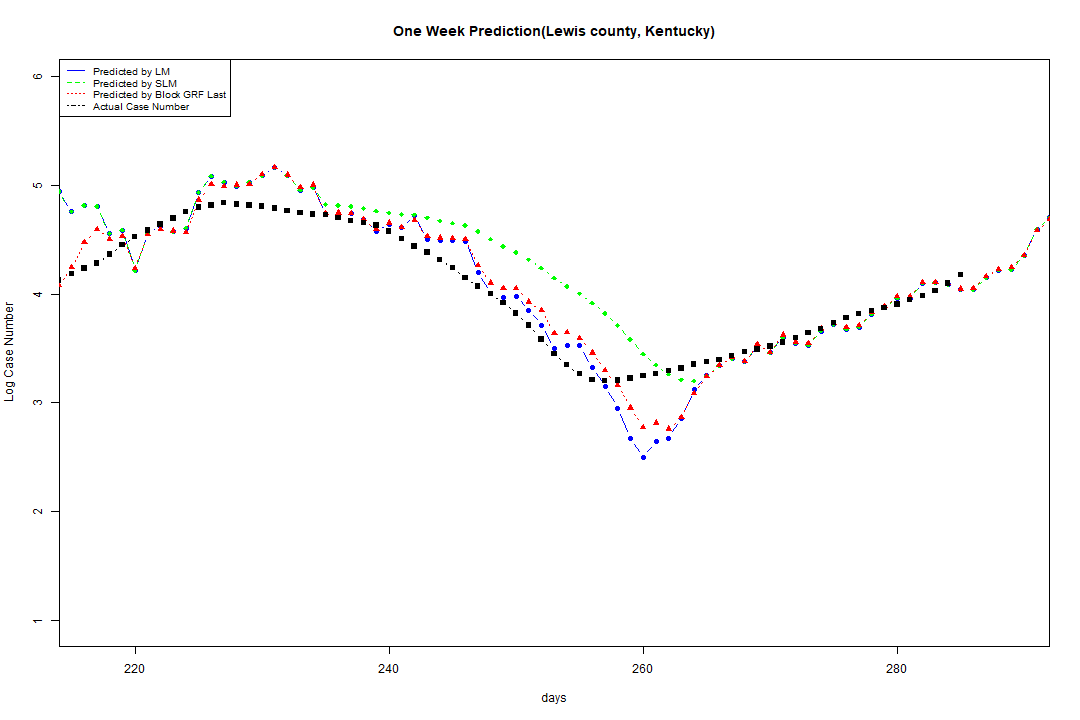 One Week Prediction(Lewis county, Kentucky)
Predicted by LM
Predicted by SLM
Predicted by Block GRF Last
Actual Case Number
6
5
4
3
2
1
Log Case Number
220 240 260 280
days